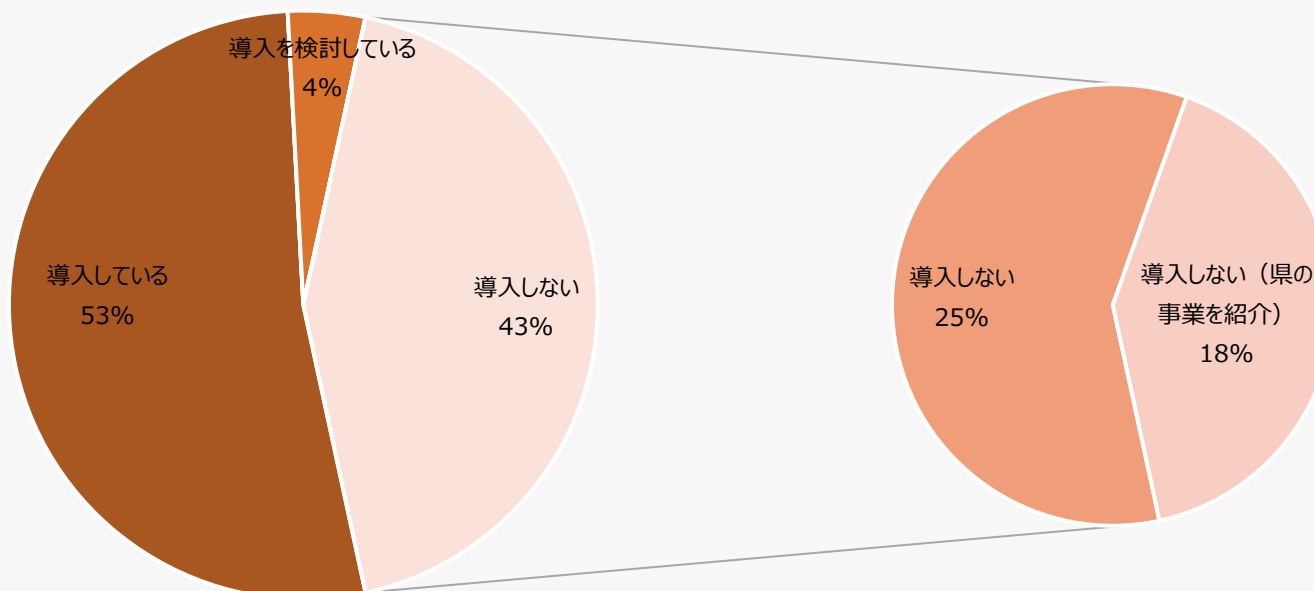 導入を検討している
4%
導入している
53%
導入しない
43%
導入しない
25%
導入しない（県の
事業を紹介）
18%